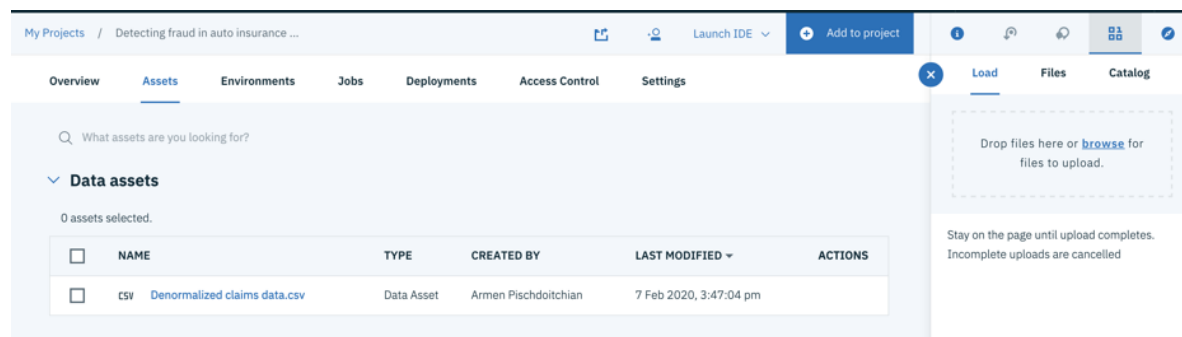 My Projects / Detecting fraud in auto insurance ... Launch IDE Add to project
Overview Assets Environments Jobs Deployments Access Control Settings
Load Files Catalog
What assets are you looking for?
Drop files here or browse for
files to upload.
Data assets
0 assets selected.
Stay on the page until upload completes.
Incomplete uploads are cancelled
NAME TYPE CREATED BY LAST MODIFIED ACTIONS
CSV Denormalized claims data.csv Data Asset Armen Pischdoitchian 7 Feb 2020, 3:47:04 pm